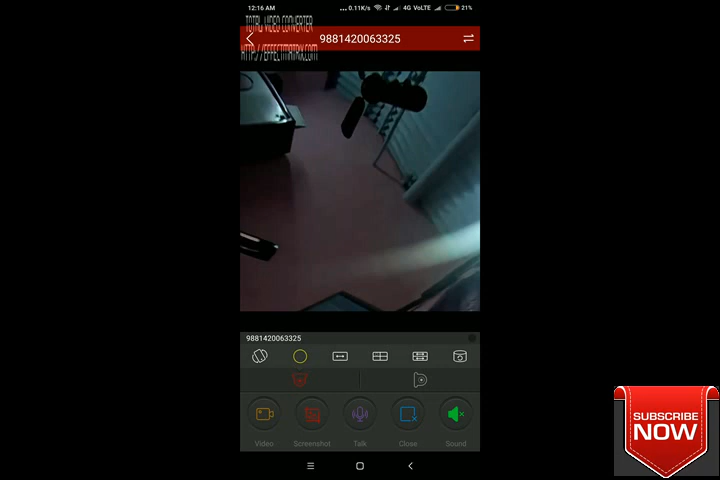 12:16 AM
... 0.11K/s 4G VoLTE 21%
TOTAL VIDEO CONVERTER
9881420063325
HTTP://EFFECTMATRIX.COM
9881420063325
Video Screenshot Talk Close Sound
SUBSCRIBE
NOW